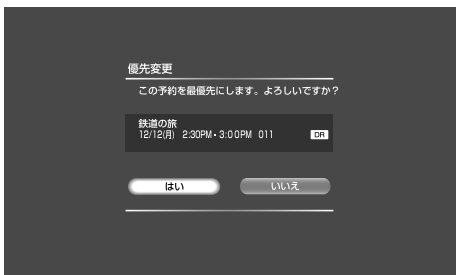 優先変更
この予約を最優先にします。よろしいですか？
鉄道の旅
12/12(月) 2:30PM・3:00PM 011 DR
はい いいえ